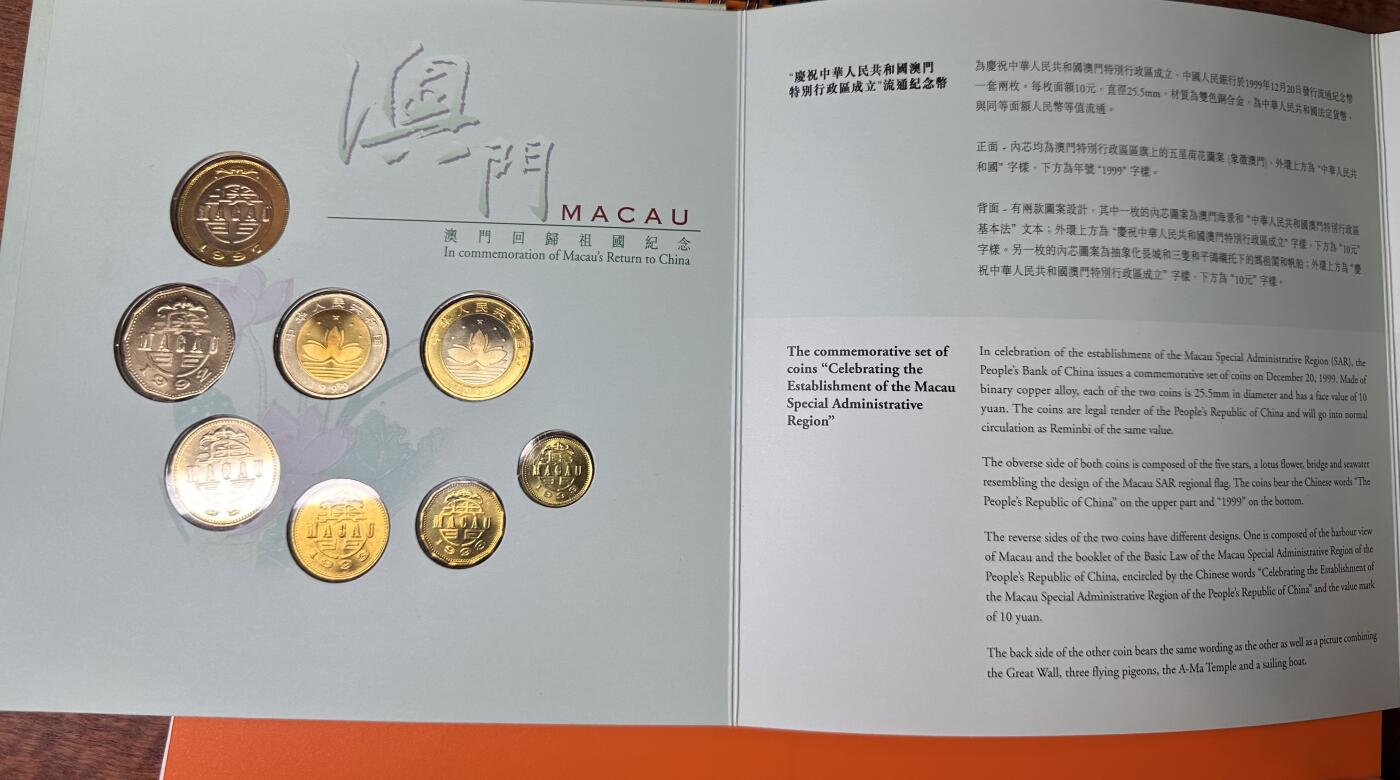 澳門
MACAU
澳門回歸祖國紀念
In commemoration of Macau's Return to China
MACAU
1997
MACAU
1992
中華人民共和國
1999
中華人民共和國
MACAU
MACAU
1993
MACAU
1993
MACAU
1993
“慶祝中華人民共和國澳門
特別行政區成立”流通紀念幣
為慶祝中華人民共和國澳門特別行政區成立，中國人民銀行於1999年12月20日發行流通紀念幣
一套兩枚。每枚面額10元，直徑25.5mm，材質為雙色銅合金，為中華人民共和國法定貨幣，
與同等面額人民幣等值流通。
正面 - 內芯均為澳門特別行政區區旗上的五星荷花圖案 (象徵澳門)，外環上方為 “中華人民共
和國” 字樣，下方為年號 “1999” 字樣。
背面 - 有兩款圖案設計，其中一枚的內芯圖案為澳門海景和 “中華人民共和國澳門特別行政區
基本法” 文本；外環上方為 “慶祝中華人民共和國澳門特別行政區成立” 字樣，下方為 “10元”
字樣。另一枚的內芯圖案為抽象化長城和三隻和平鴿襯托下的媽祖閣和帆船；外環上方為 “慶
祝中華人民共和國澳門特別行政區成立” 字樣，下方為 “10元” 字樣。
The commemorative set of
coins “Celebrating the
Establishment of the Macau
Special Administrative
Region”
In celebration of the establishment of the Macau Special Administrative Region (SAR), the
People's Bank of China issues a commemorative set of coins on December 20, 1999. Made of
binary copper alloy, each of the two coins is 25.5mm in diameter and has a face value of 10
yuan. The coins are legal tender of the People's Republic of China and will go into normal
circulation as Reminbi of the same value.
The obverse side of both coins is composed of the five stars, a lotus flower, bridge and seawater
resembling the design of the Macau SAR regional flag. The coins bear the Chinese words “The
People's Republic of China” on the upper part and “1999” on the bottom.
The reverse sides of the two coins have different designs. One is composed of the harbour view
of Macau and the booklet of the Basic Law of the Macau Special Administrative Region of the
People's Republic of China, encircled by the Chinese words “Celebrating the Establishment of
the Macau Special Administrative Region of the People's Republic of China” and the value mark
of 10 yuan.
The back side of the other coin bears the same wording as the other as well as a picture combining
the Great Wall, three flying pigeons, the A-Ma Temple and a sailing boat.